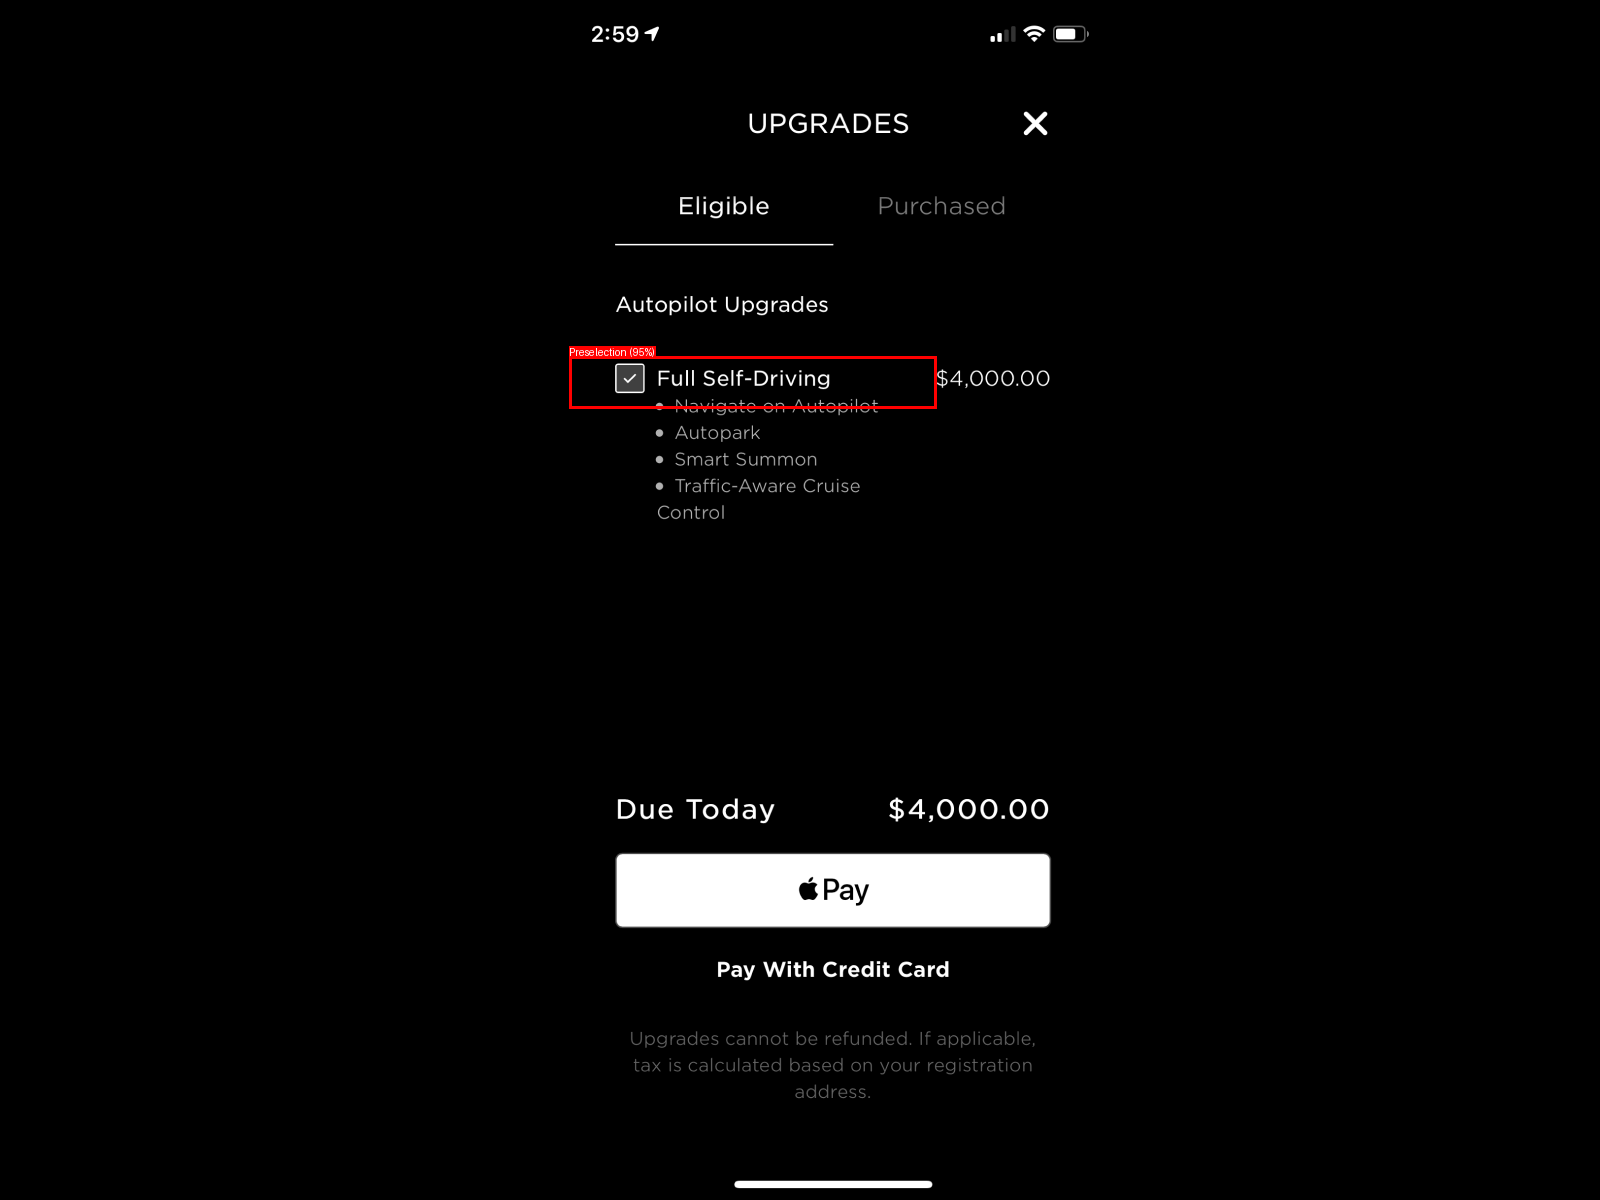 2:59
UPGRADES
Eligible
Purchased
Autopilot Upgrades
Preselection (95%)
Full Self-Driving
$4,000.00
Navigate on Autopilot
Autopark
Smart Summon
Traffic-Aware Cruise
Control
Due Today
$4,000.00
Pay
Pay With Credit Card
Upgrades cannot be refunded. If applicable,
tax is calculated based on your registration
address.